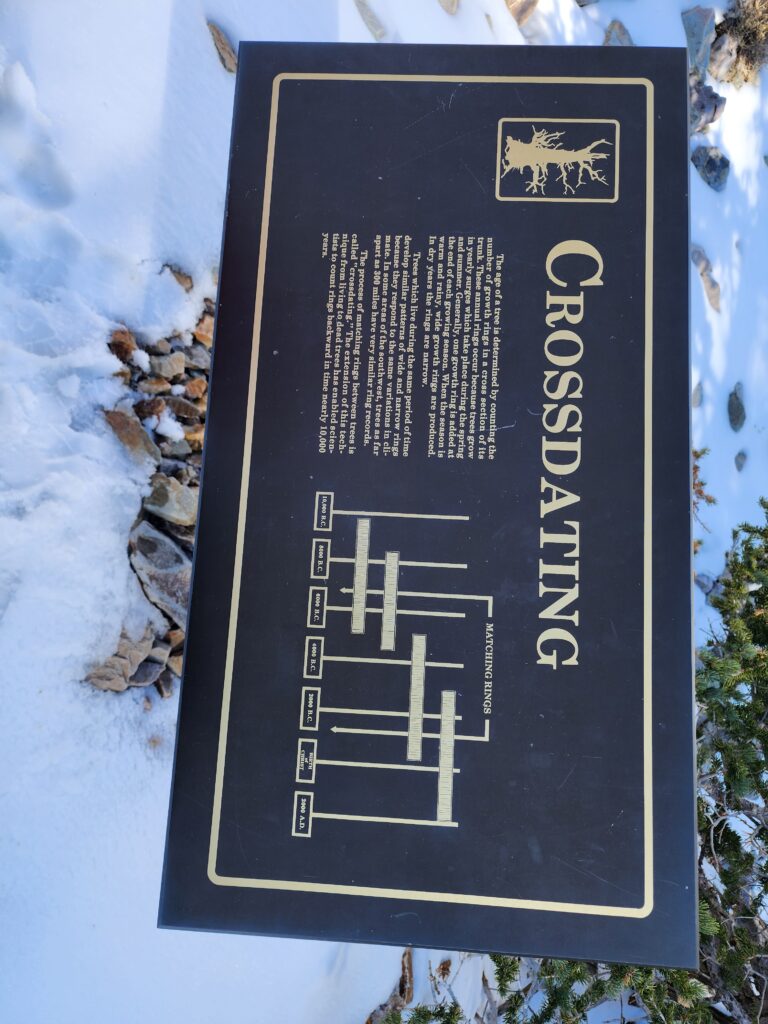 CROSSDATING
The age of a tree is determined by counting the
number of growth rings in a cross section of its
trunk. These annual rings occur because trees grow
in yearly surges which take place during the spring
and summer. Generally, one growth ring is added at
the end of each growing season. When the season is
warm and rainy, wide growth rings are produced.
In dry years the rings are narrow.
Trees which live during the same period of time
develop similar patterns of wide and narrow rings
because they respond to the same variations in cli-
mate. In some areas of the southwest, trees as far
apart as 300 miles have very similar ring records.
The process of matching rings between trees is
called "crossdating." The extension of this tech-
nique from living to dead trees has enabled scien-
tists to count rings backward in time nearly 10,000
years.
MATCHING RINGS
10,000 B.C.
8000 B.C.
6000 B.C.
4000 B.C.
2000 B.C.
BIRTH
of
CHRIST
2000 A.D.